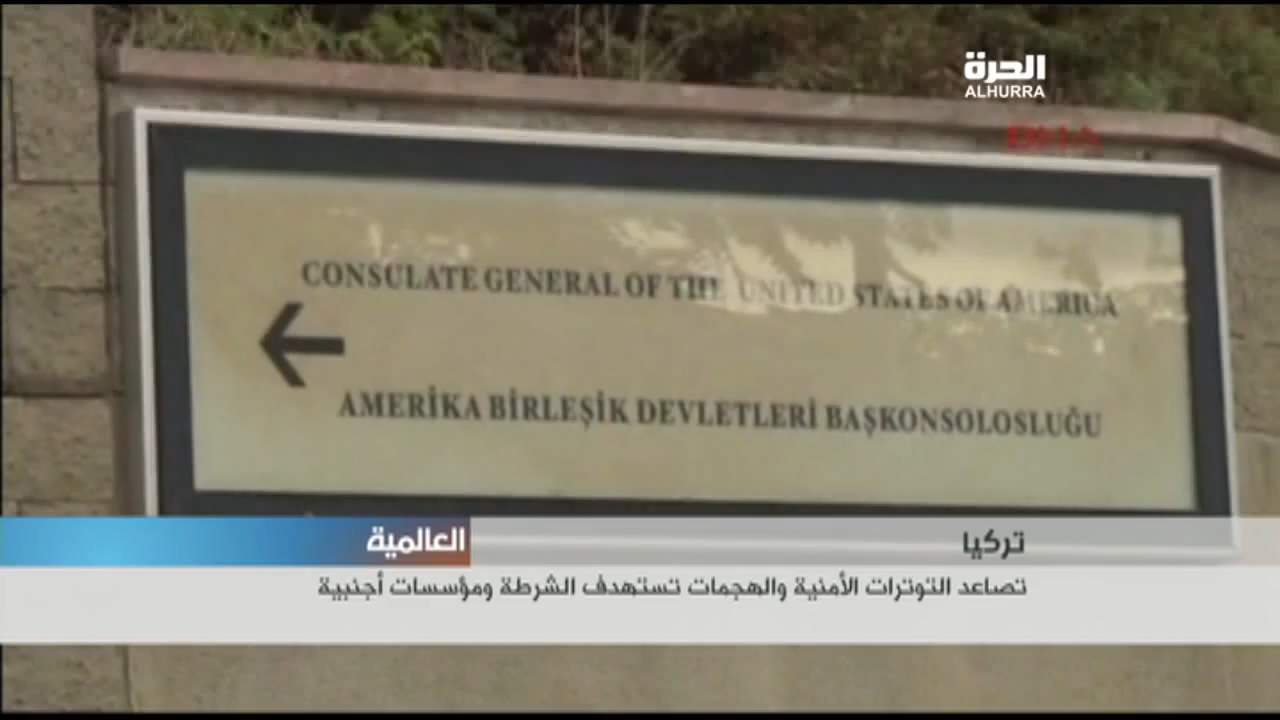 الحرة
ALHURRA
DHA
CONSULATE GENERAL OF THE UNITED STATES OF AMERICA
AMERİKA BİRLEŞİK DEVLETLERİ BAŞKONSOLOSLUĞU
تركيا
العالمية
تصاعد التوترات الأمنية والهجمات تستهدف الشرطة ومؤسسات أجنبية